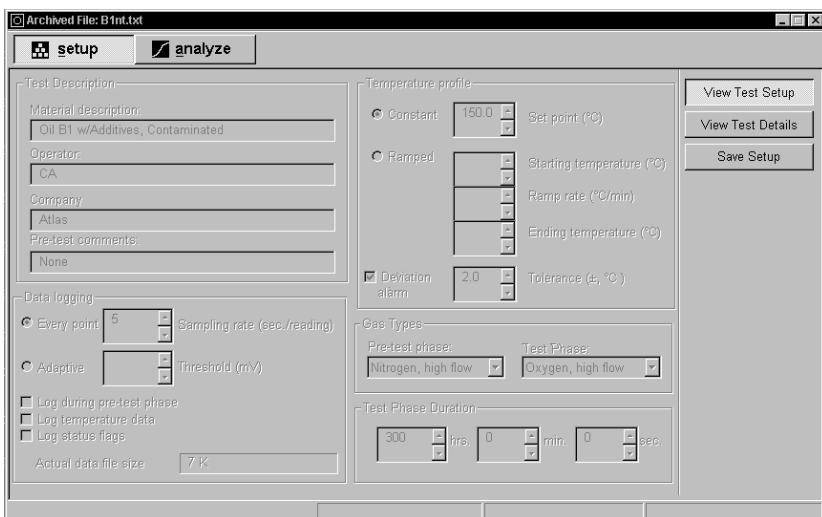 Archived File: B1nt.txt
setup
analyze
Test Description
Material description:
Oil B1 w/Additives, Contaminated
Operator:
CA
Company
Atlas
Pre-test comments:
None
Data logging
Every point 5 Sampling rate (sec./reading)
Adaptive Threshold (mV)
Log during pre-test phase
Log temperature data
Log status flags
Actual data file size 7 K
Temperature profile
Constant 150.0 Set point (°C)
Ramped Starting temperature (°C)
Ramp rate (°C/min)
Ending temperature (°C)
Deviation
alarm
2.0 Tolerance (±, °C )
Gas Types
Pre-test phase: Test Phase:
Nitrogen, high flow Oxygen, high flow
Test Phase Duration
300 hrs. 0 min. 0 sec.
View Test Setup
View Test Details
Save Setup